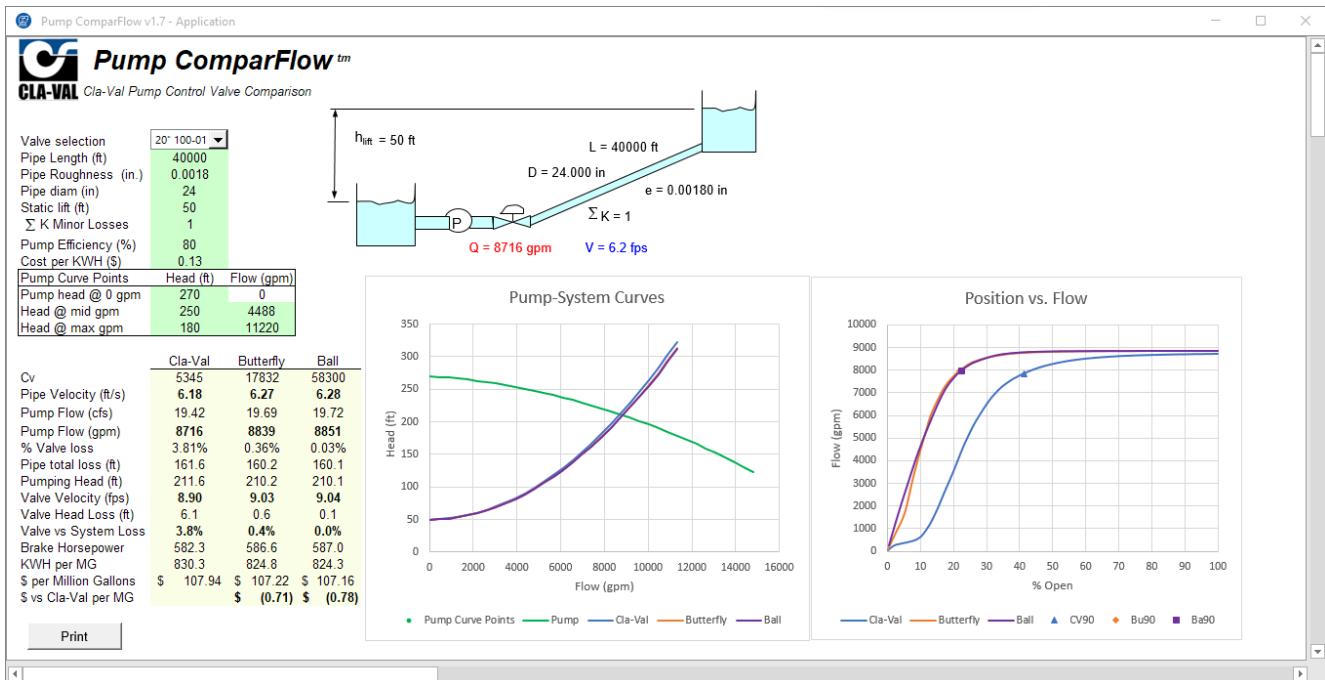 Pump ComparFlow v1.7 - Application
Pump ComparFlow tm
CLA-VAL Cla-Val Pump Control Valve Comparison
Valve selection 20" 100-01
Pipe Length (ft) 40000
Pipe Roughness (in.) 0.0018
Pipe diam (in) 24
Static lift (ft) 50
Σ K Minor Losses 1
Pump Efficiency (%) 80
Cost per KWH ($) 0.13
Pump Curve Points Head (ft) Flow (gpm)
Pump head @ 0 gpm 270 0
Head @ mid gpm 250 4488
Head @ max gpm 180 11220
Cla-Val Butterfly Ball
Cv 5345 17832 58300
Pipe Velocity (ft/s) 6.18 6.27 6.28
Pump Flow (cfs) 19.42 19.69 19.72
Pump Flow (gpm) 8716 8839 8851
% Valve loss 3.81% 0.36% 0.03%
Pipe total loss (ft) 161.6 160.2 160.1
Pumping Head (ft) 211.6 210.2 210.1
Valve Velocity (fps) 8.90 9.03 9.04
Valve Head Loss (ft) 6.1 0.6 0.1
Valve vs System Loss 3.8% 0.4% 0.0%
Brake Horsepower 582.3 586.6 587.0
KWH per MG 830.3 824.8 824.3
$ per Million Gallons $ 107.94 $ 107.22 $ 107.16
$ vs Cla-Val per MG $ (0.71) $ (0.78)
Print
hlift = 50 ft
L = 40000 ft
D = 24.000 in
e = 0.00180 in
Σ K = 1
P
Q = 8716 gpm V = 6.2 fps
Pump-System Curves
Head (ft)
350
300
250
200
150
100
50
0
0 2000 4000 6000 8000 10000 12000 14000 16000
Flow (gpm)
Pump Curve Points Pump Cla-Val Butterfly Ball
Position vs. Flow
Flow (gpm)
10000
9000
8000
7000
6000
5000
4000
3000
2000
1000
0
0 10 20 30 40 50 60 70 80 90 100
% Open
Cla-Val Butterfly Ball CV90 Bu90 Ba90